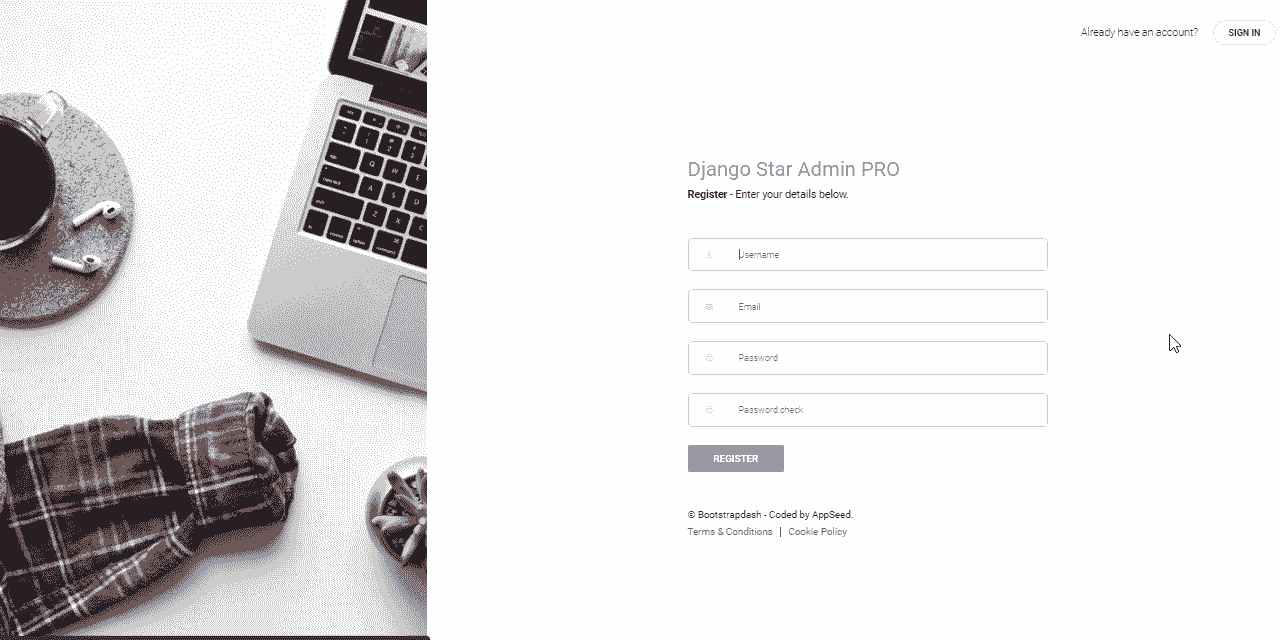 Already have an account? SIGN IN
Django Star Admin PRO
Register - Enter your details below.
Username
Email
Password
Password check
REGISTER
© Bootstrapdash - Coded by AppSeed.
Terms & Conditions | Cookie Policy